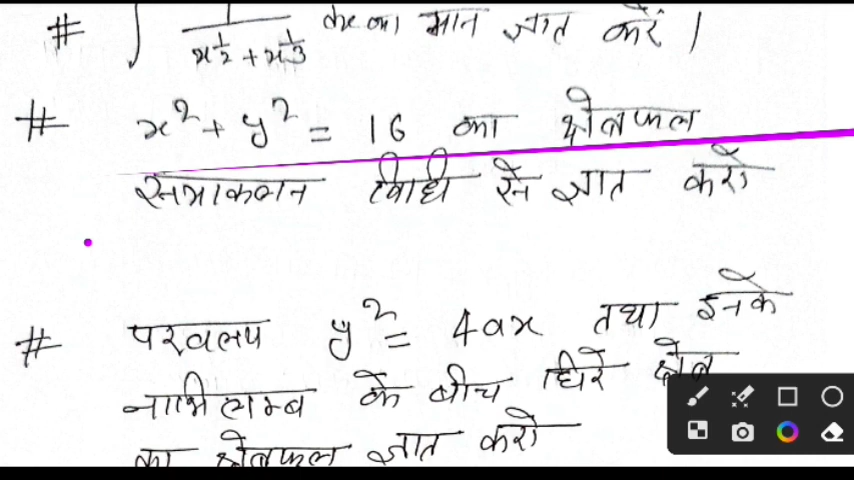 # ∫ 1/(x^1/2 + x^1/3) dx का मान ज्ञात करें |
# x² + y² = 16 का क्षेत्रफल
समाकलन विधि से ज्ञात करो
# परवलय y² = 4ax तथा इनके
नाभिलम्ब के बीच घिरे क्षेत्र
का क्षेत्रफल ज्ञात करो